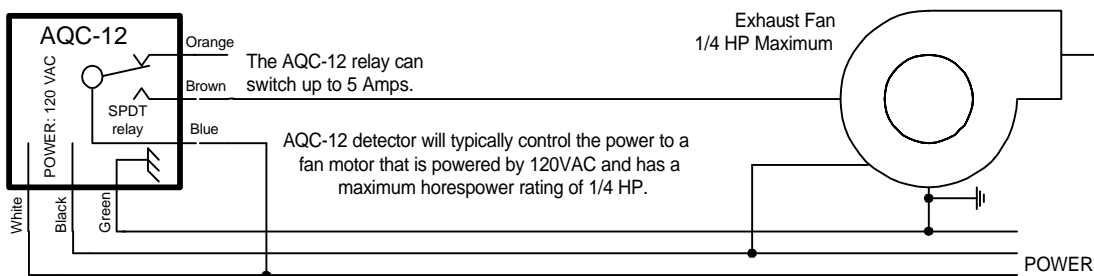 AQC-12
POWER: 120 VAC
SPDT
relay
Orange
Brown
Blue
White
Black
Green
The AQC-12 relay can
switch up to 5 Amps.
AQC-12 detector will typically control the power to a
fan motor that is powered by 120VAC and has a
maximum horespower rating of 1/4 HP.
Exhaust Fan
1/4 HP Maximum
POWER